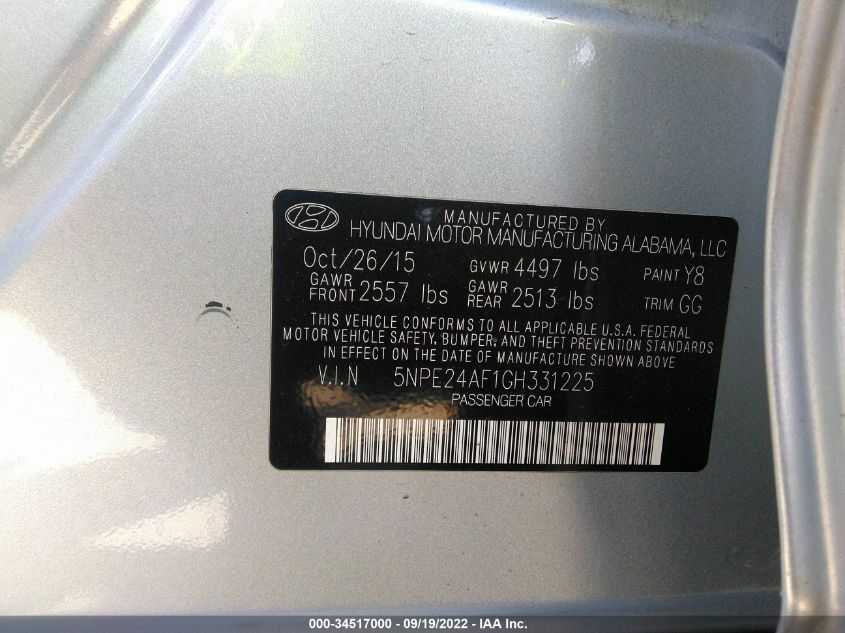 MANUFACTURED BY
HYUNDAI MOTOR MANUFACTURING ALABAMA, LLC
Oct/26/15 GVWR 4497 lbs PAINT Y8
GAWR FRONT 2557 lbs GAWR REAR 2513 lbs TRIM GG
THIS VEHICLE CONFORMS TO ALL APPLICABLE U.S.A. FEDERAL
MOTOR VEHICLE SAFETY, BUMPER, AND THEFT PREVENTION STANDARDS
IN EFFECT ON THE DATE OF MANUFACTURE SHOWN ABOVE
V.I.N 5NPE24AF1GH331225
PASSENGER CAR
000-34517000 - 09/19/2022 - IAA Inc.